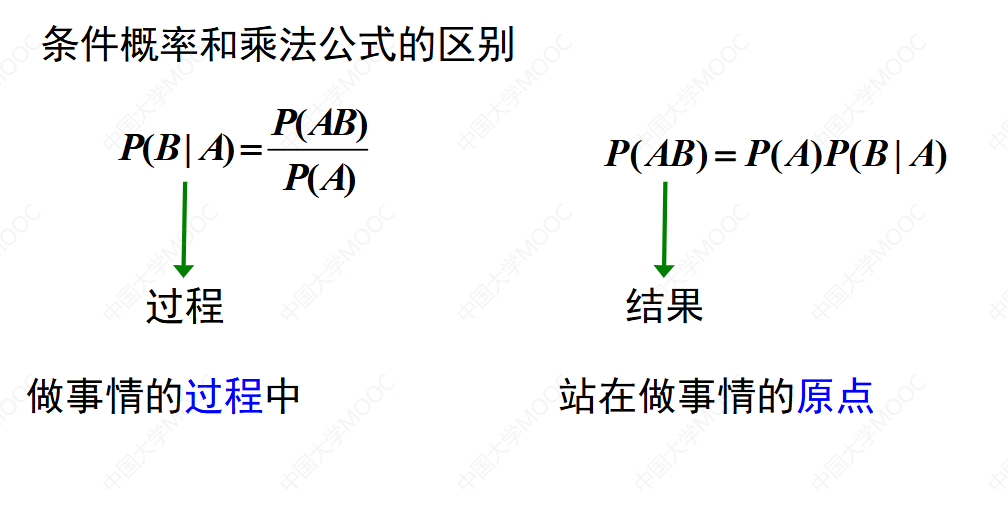 条件概率和乘法公式的区别
P(B|A)=P(AB)/P(A)
P(AB)=P(A)P(B|A)
过程
结果
做事情的过程中
站在做事情的原点
中国大学MOOC